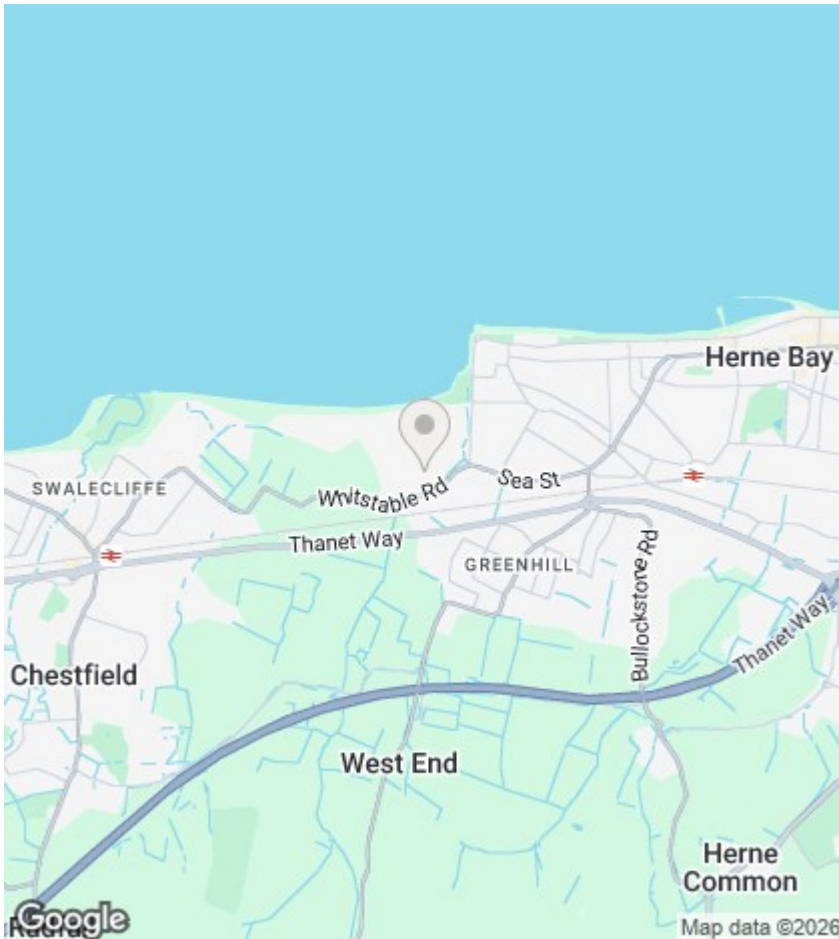 Herne Bay
SWALECLIFFE
Whitstable Rd
Sea St
Thanet Way
GREENHILL
Bullockstone Rd
Thanet Way
Chestfield
West End
Herne
Common
Google
Map data ©2026